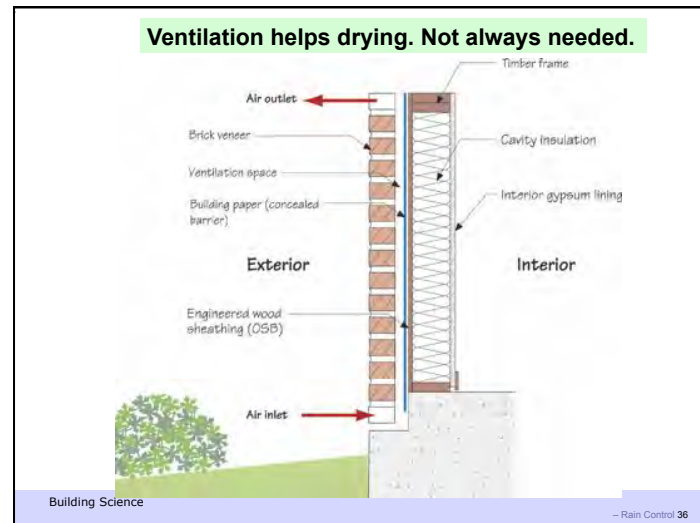 Ventilation helps drying. Not always needed.
Timber frame
Air outlet
Brick veneer
Cavity insulation
Ventilation space
Interior gypsum lining
Building paper (concealed
barrier)
Exterior
Interior
Engineered wood
sheathing (OSB)
Air inlet
Building Science
– Rain Control 36